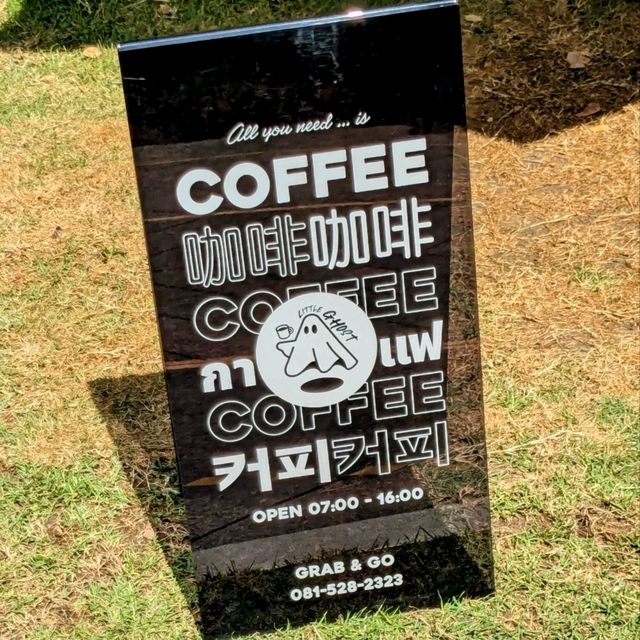 All you need ... is
COFFEE
咖啡咖啡
COFFEE
LITTLE GHOST
กาแฟ
COFFEE
커피커피
OPEN 07:00 - 16:00
GRAB & GO
081-528-2323